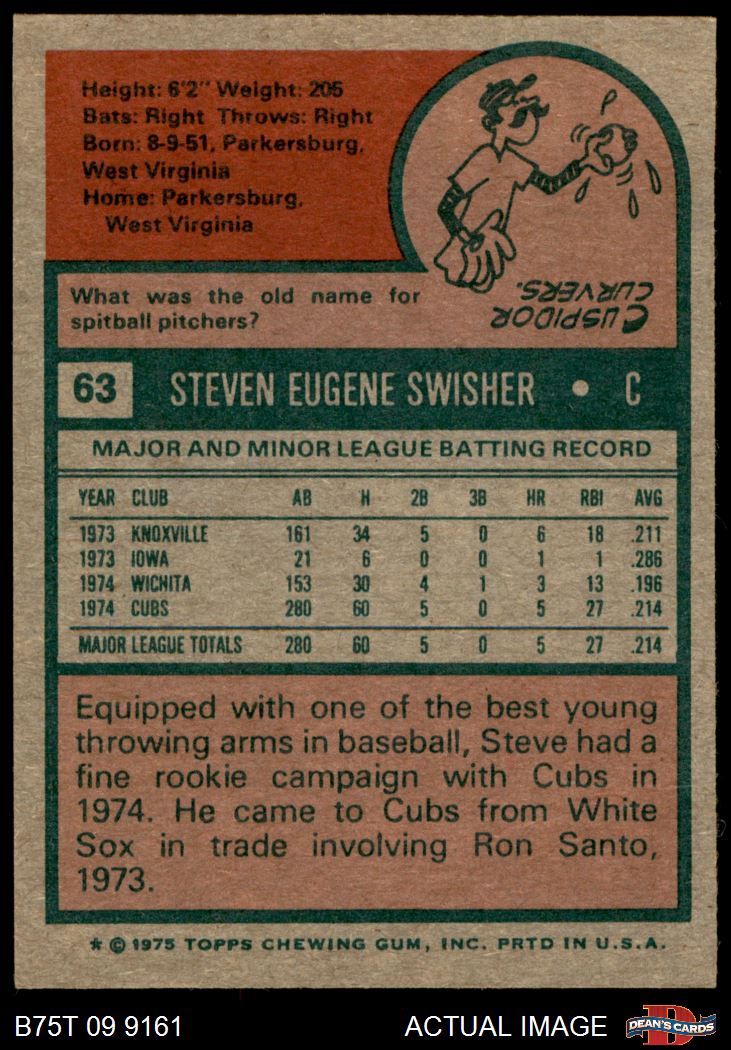 Height: 6'2" Weight: 205
Bats: Right Throws: Right
Born: 8-9-51, Parkersburg,
West Virginia
Home: Parkersburg,
West Virginia
What was the old name for
spitball pitchers?
CUSPIDOR
CURVERS.
63 STEVEN EUGENE SWISHER • C
MAJOR AND MINOR LEAGUE BATTING RECORD
YEAR CLUB AB H 2B 3B HR RBI AVG
1973 KNOXVILLE 161 34 5 0 6 18 .211
1973 IOWA 21 6 0 0 1 1 .286
1974 WICHITA 153 30 4 1 3 13 .196
1974 CUBS 280 60 5 0 5 27 .214
MAJOR LEAGUE TOTALS 280 60 5 0 5 27 .214
Equipped with one of the best young
throwing arms in baseball, Steve had a
fine rookie campaign with Cubs in
1974. He came to Cubs from White
Sox in trade involving Ron Santo,
1973.
* © 1975 TOPPS CHEWING GUM, INC. PRTD IN U.S.A.
B75T 09 9161 ACTUAL IMAGE D DEAN'S CARDS